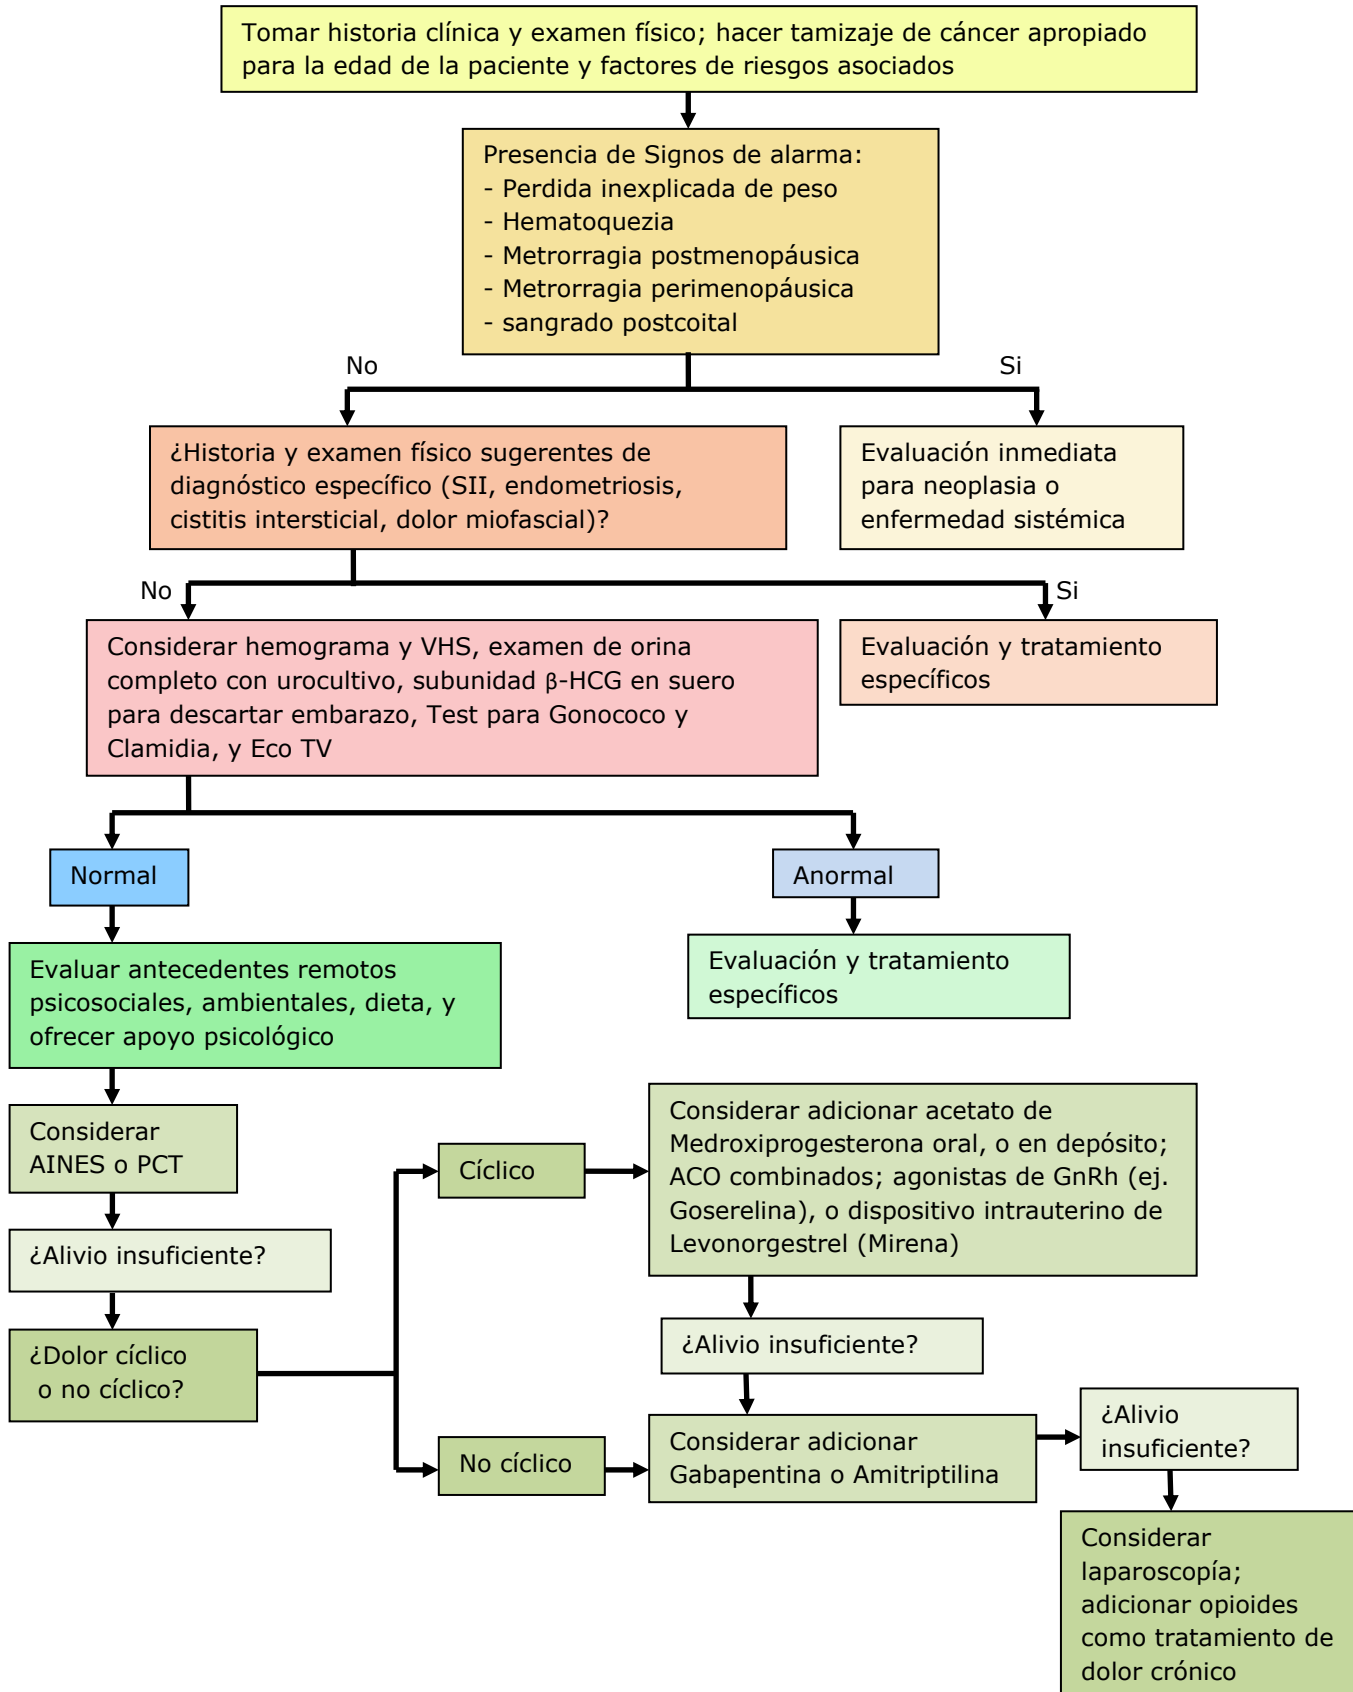 Tomar historia clínica y examen físico; hacer tamizaje de cáncer apropiado
para la edad de la paciente y factores de riesgos asociados
Presencia de Signos de alarma:
- Perdida inexplicada de peso
- Hematoquezia
- Metrorragia postmenopáusica
- Metrorragia perimenopáusica
- sangrado postcoital
No
Si
¿Historia y examen físico sugerentes de
diagnóstico específico (SII, endometriosis,
cistitis intersticial, dolor miofascial)?
Evaluación inmediata
para neoplasia o
enfermedad sistémica
No
Si
Considerar hemograma y VHS, examen de orina
completo con urocultivo, subunidad β-HCG en suero
para descartar embarazo, Test para Gonococo y
Clamidia, y Eco TV
Evaluación y tratamiento
específicos
Normal
Anormal
Evaluar antecedentes remotos
psicosociales, ambientales, dieta, y
ofrecer apoyo psicológico
Evaluación y tratamiento
específicos
Considerar
AINES o PCT
¿Alivio insuficiente?
¿Dolor cíclico
o no cíclico?
Cíclico
Considerar adicionar acetato de
Medroxiprogesterona oral, o en depósito;
ACO combinados; agonistas de GnRh (ej.
Goserelina), o dispositivo intrauterino de
Levonorgestrel (Mirena)
¿Alivio insuficiente?
No cíclico
Considerar adicionar
Gabapentina o Amitriptilina
¿Alivio
insuficiente?
Considerar
laparoscopía;
adicionar opioides
como tratamiento de
dolor crónico